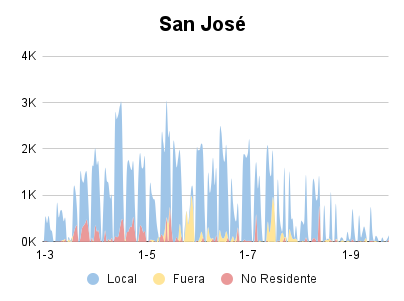 San José
4K
3K
2K
1K
0K
1-3 1-5 1-7 1-9
Local Fuera No Residente